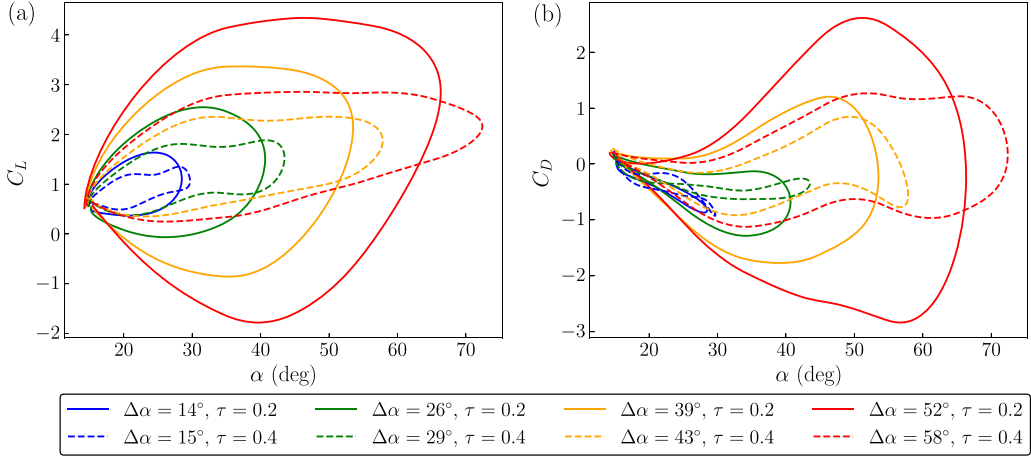 (a)
(b)
C_L
4
3
2
1
0
−1
−2
20 30 40 50 60 70
α (deg)
C_D
2
1
0
−1
−2
−3
20 30 40 50 60 70
α (deg)
Δα = 14°, τ = 0.2
Δα = 26°, τ = 0.2
Δα = 39°, τ = 0.2
Δα = 52°, τ = 0.2
Δα = 15°, τ = 0.4
Δα = 29°, τ = 0.4
Δα = 43°, τ = 0.4
Δα = 58°, τ = 0.4